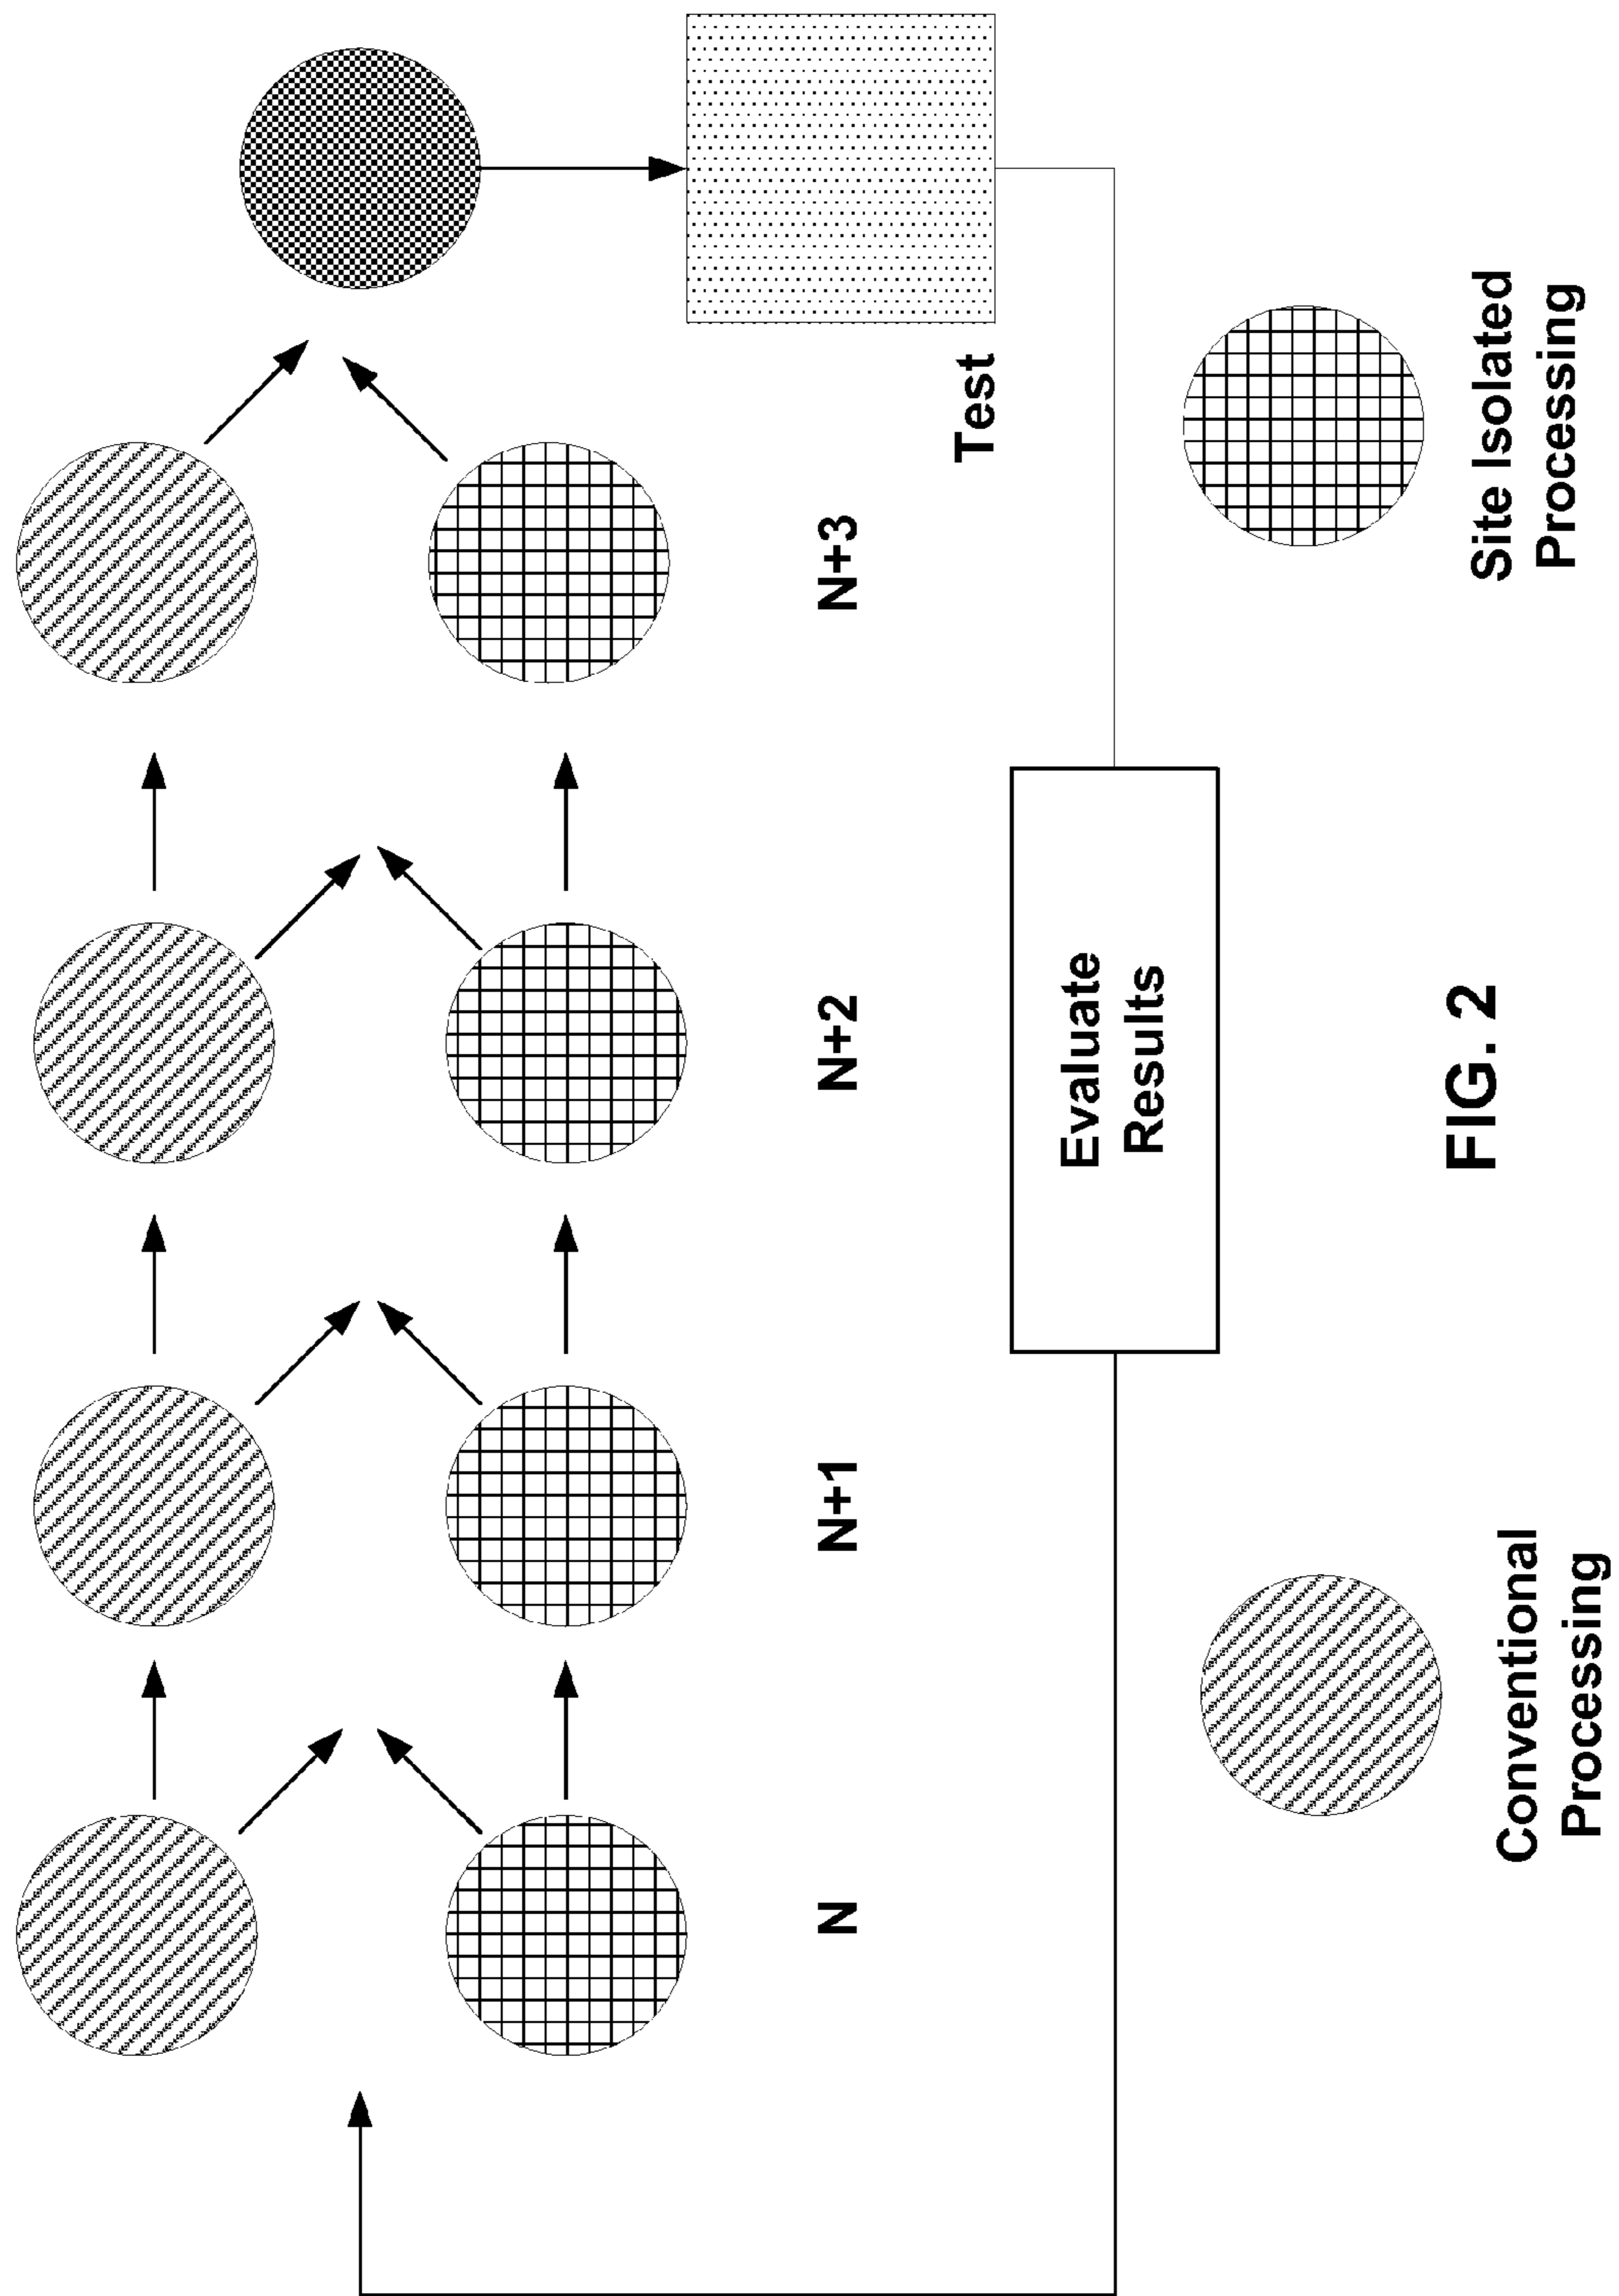 N
N+1
N+2
N+3
Test
Evaluate
Results
Conventional
Processing
Site Isolated
Processing
FIG. 2